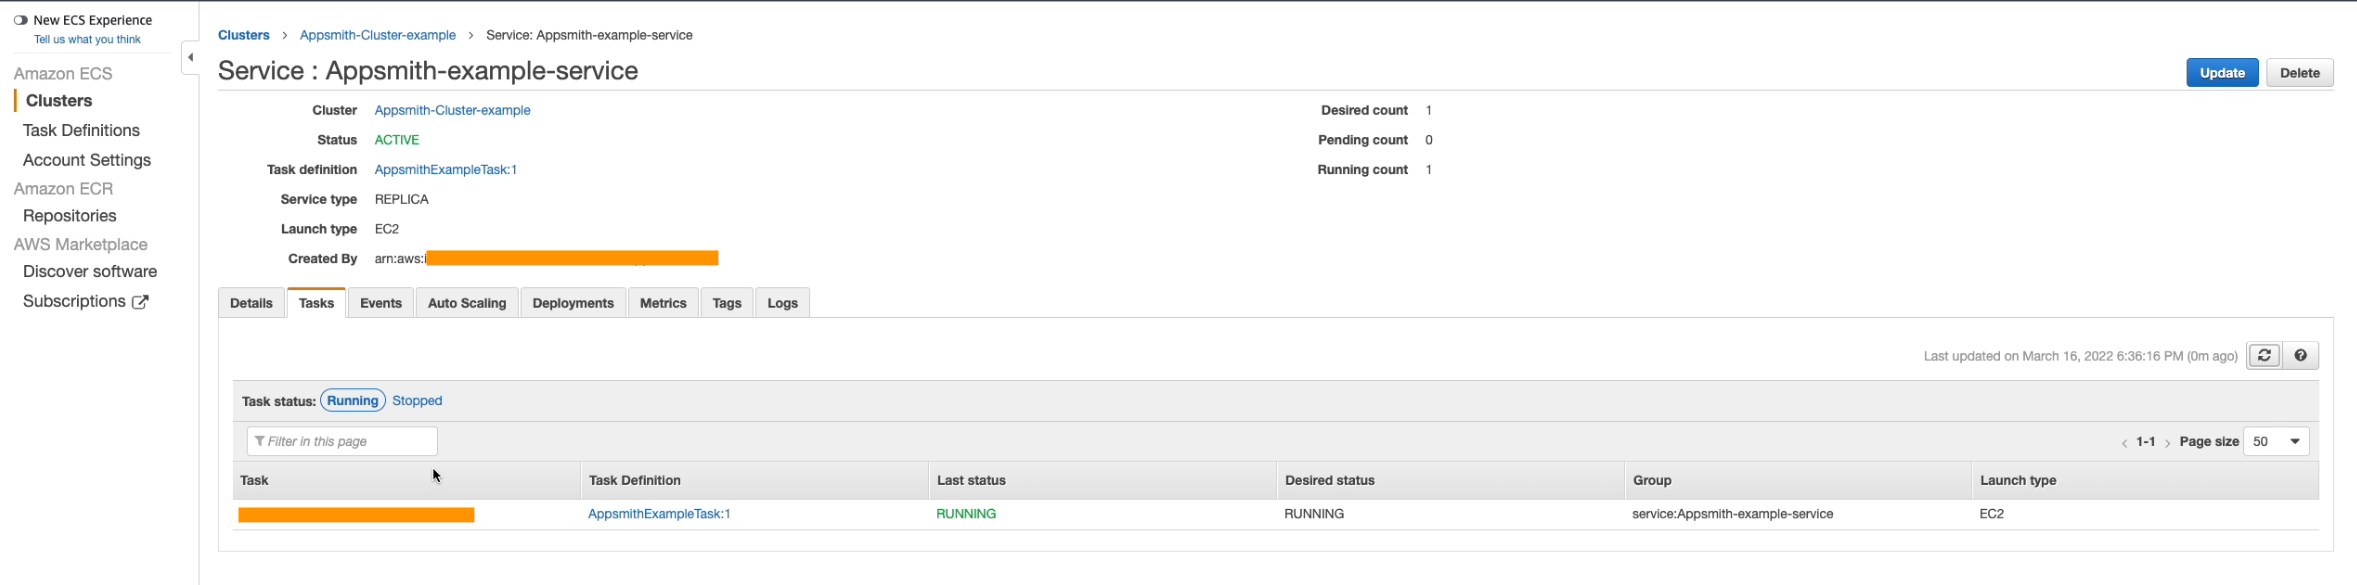 New ECS Experience
Tell us what you think
Amazon ECS
Clusters
Task Definitions
Account Settings
Amazon ECR
Repositories
AWS Marketplace
Discover software
Subscriptions
Clusters > Appsmith-Cluster-example > Service: Appsmith-example-service
Service : Appsmith-example-service
Update Delete
Cluster Appsmith-Cluster-example
Status ACTIVE
Task definition AppsmithExampleTask:1
Service type REPLICA
Launch type EC2
Created By arn:aws:i
Desired count 1
Pending count 0
Running count 1
Details Tasks Events Auto Scaling Deployments Metrics Tags Logs
Last updated on March 16, 2022 6:36:16 PM (0m ago)
Task status: Running Stopped
Filter in this page
< 1-1 > Page size 50
Task Task Definition Last status Desired status Group Launch type
AppsmithExampleTask:1 RUNNING RUNNING service:Appsmith-example-service EC2